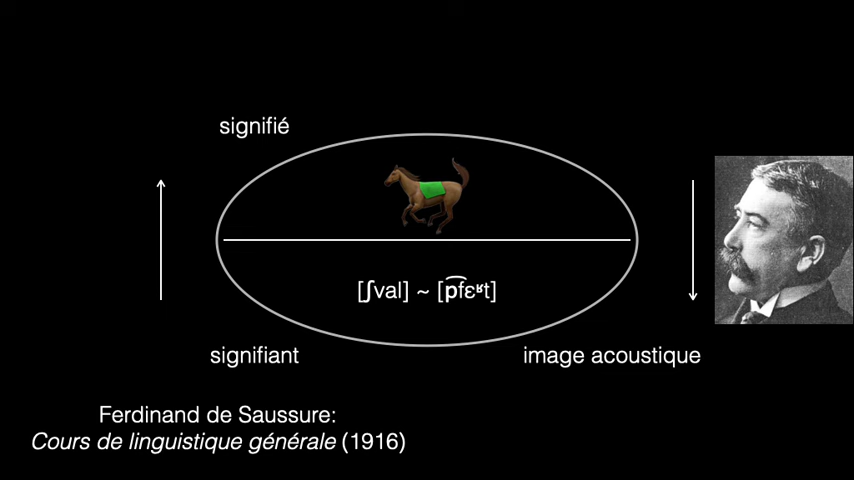 signifié
[ʃval] ~ [p͡fɛʁt]
signifiant
image acoustique
Ferdinand de Saussure:
Cours de linguistique générale (1916)